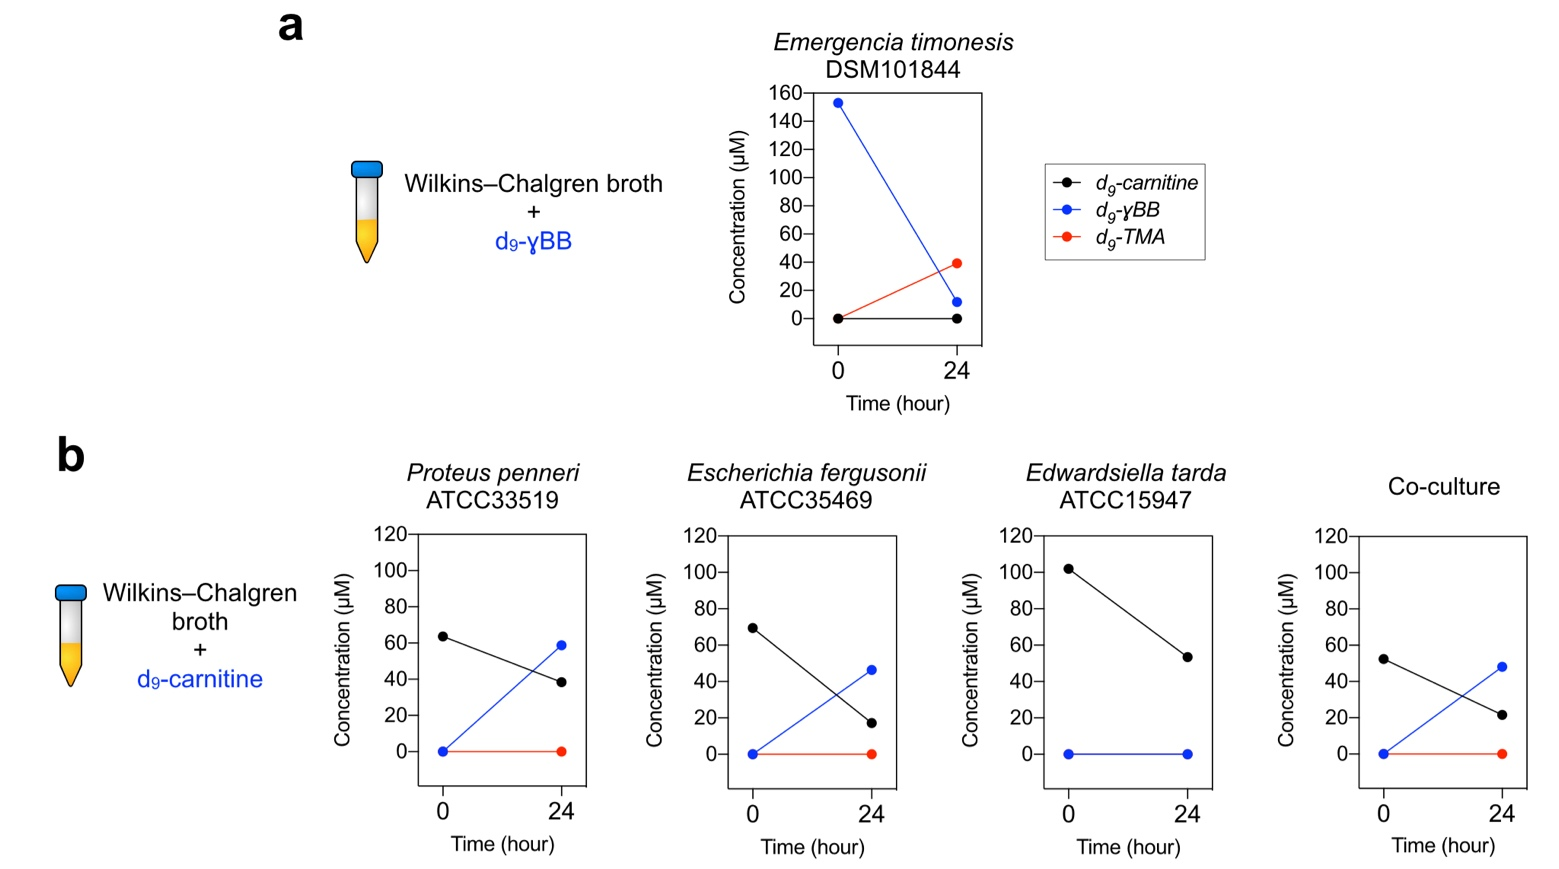 a
Emergencia timonesis
DSM101844
Wilkins–Chalgren broth
+
d9-ɣBB
Concentration (µM)
160
140
120
100
80
60
40
20
0
0 24
Time (hour)
d9-carnitine
d9-ɣBB
d9-TMA
b
Wilkins–Chalgren
broth
+
d9-carnitine
Proteus penneri
ATCC33519
Concentration (µM)
120
100
80
60
40
20
0
0 24
Time (hour)
Escherichia fergusonii
ATCC35469
Concentration (µM)
120
100
80
60
40
20
0
0 24
Time (hour)
Edwardsiella tarda
ATCC15947
Concentration (µM)
120
100
80
60
40
20
0
0 24
Time (hour)
Co-culture
Concentration (µM)
120
100
80
60
40
20
0
0 24
Time (hour)